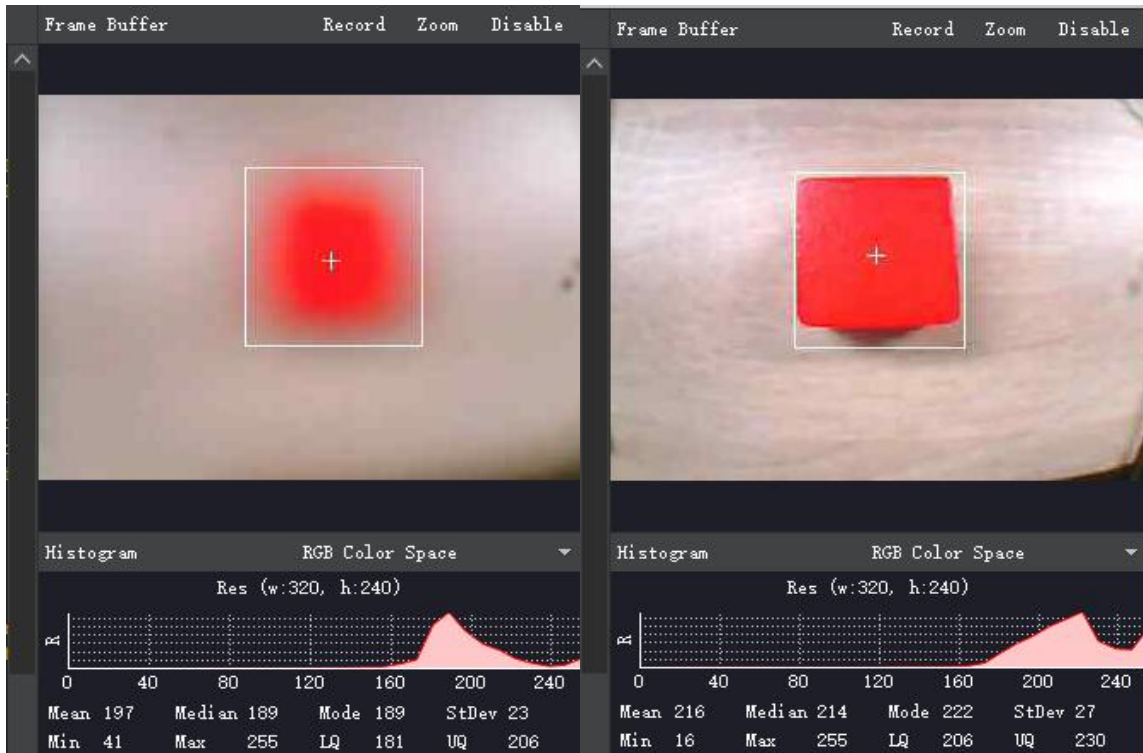 Frame Buffer Record Zoom Disable
Histogram RGB Color Space
Res (w:320, h:240)
R
0 40 80 120 160 200 240
Mean 197 Median 189 Mode 189 StDev 23
Min 41 Max 255 LQ 181 UQ 206
Frame Buffer Record Zoom Disable
Histogram RGB Color Space
Res (w:320, h:240)
R
0 40 80 120 160 200 240
Mean 216 Median 214 Mode 222 StDev 27
Min 16 Max 255 LQ 206 UQ 230